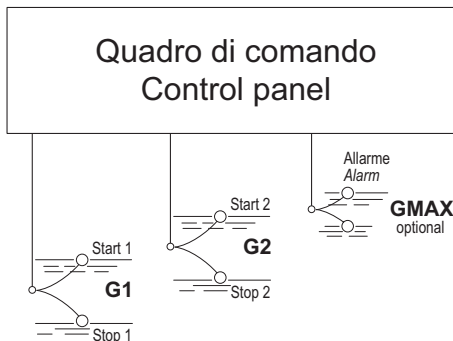 Quadro di comando
Control panel
Allarme
Alarm
GMAX
optional
Start 2
G2
Stop 2
Start 1
G1
Stop 1